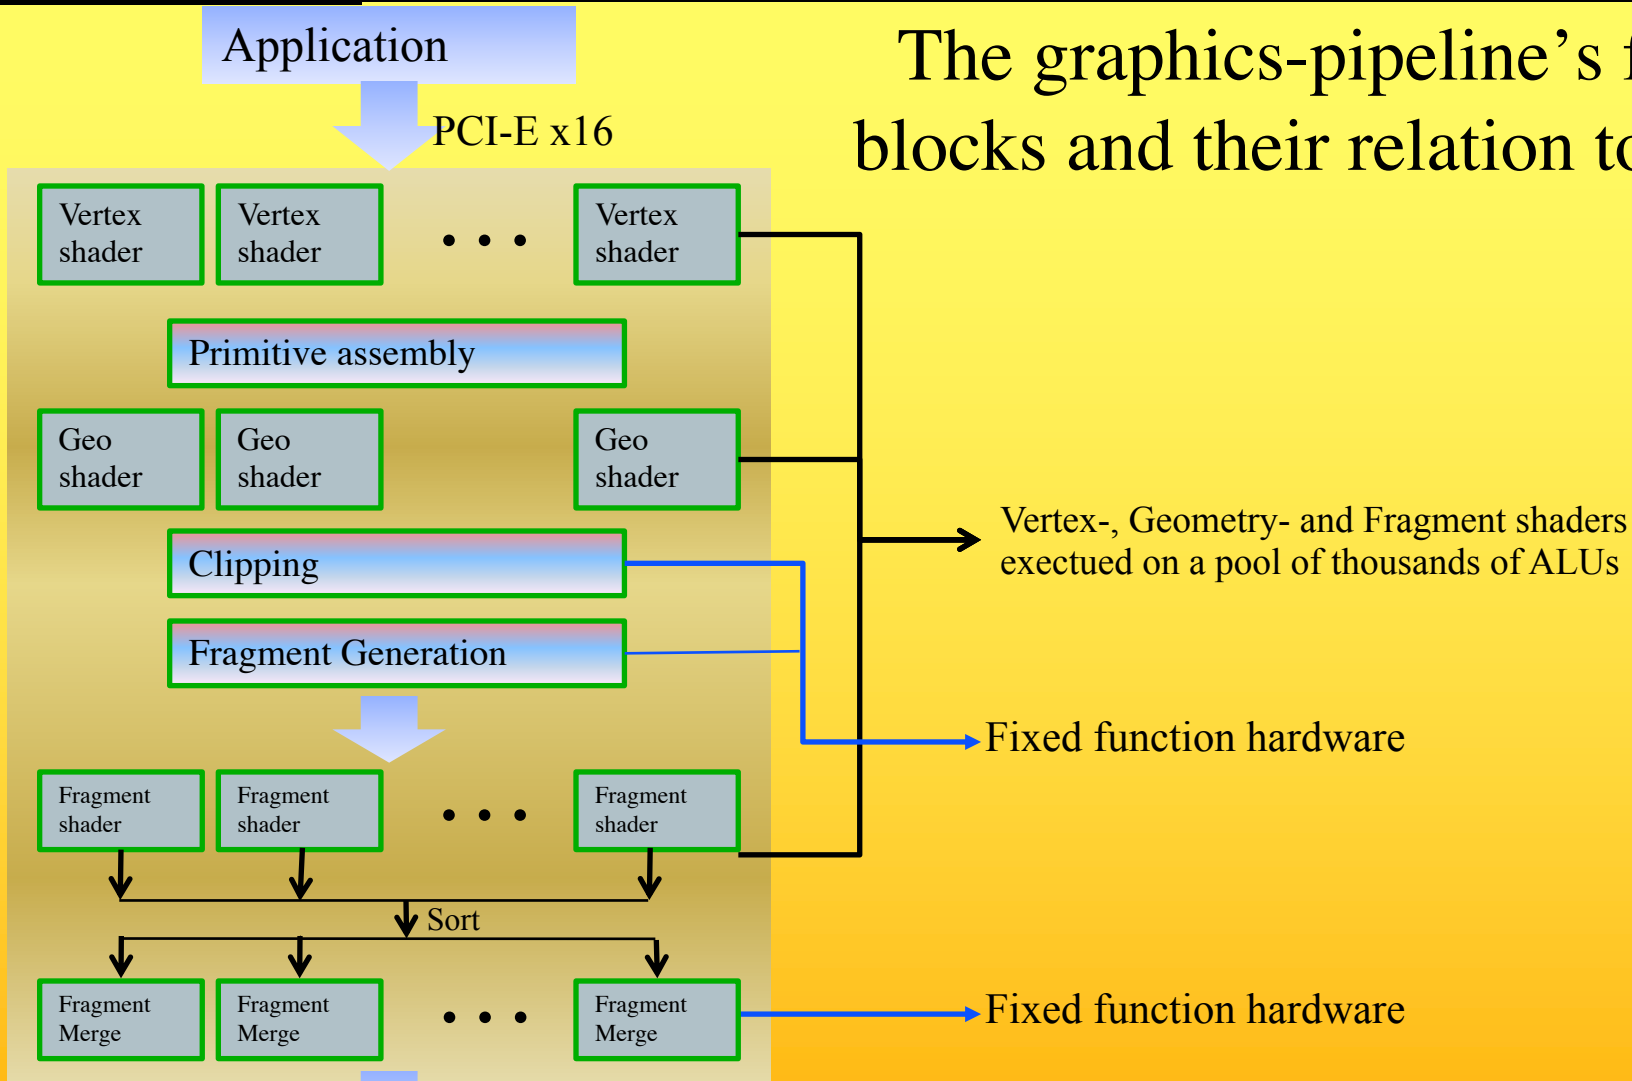 The graphics-pipeline's
blocks and their relation to
Application
PCI-E x16
Vertex
shader
Vertex
shader
• • •
Vertex
shader
Primitive assembly
Geo
shader
Geo
shader
Geo
shader
Clipping
Fragment Generation
Vertex-, Geometry- and Fragment shaders
exectued on a pool of thousands of ALUs
Fixed function hardware
Fragment
shader
Fragment
shader
• • •
Fragment
shader
Sort
Fragment
Merge
Fragment
Merge
• • •
Fragment
Merge
Fixed function hardware